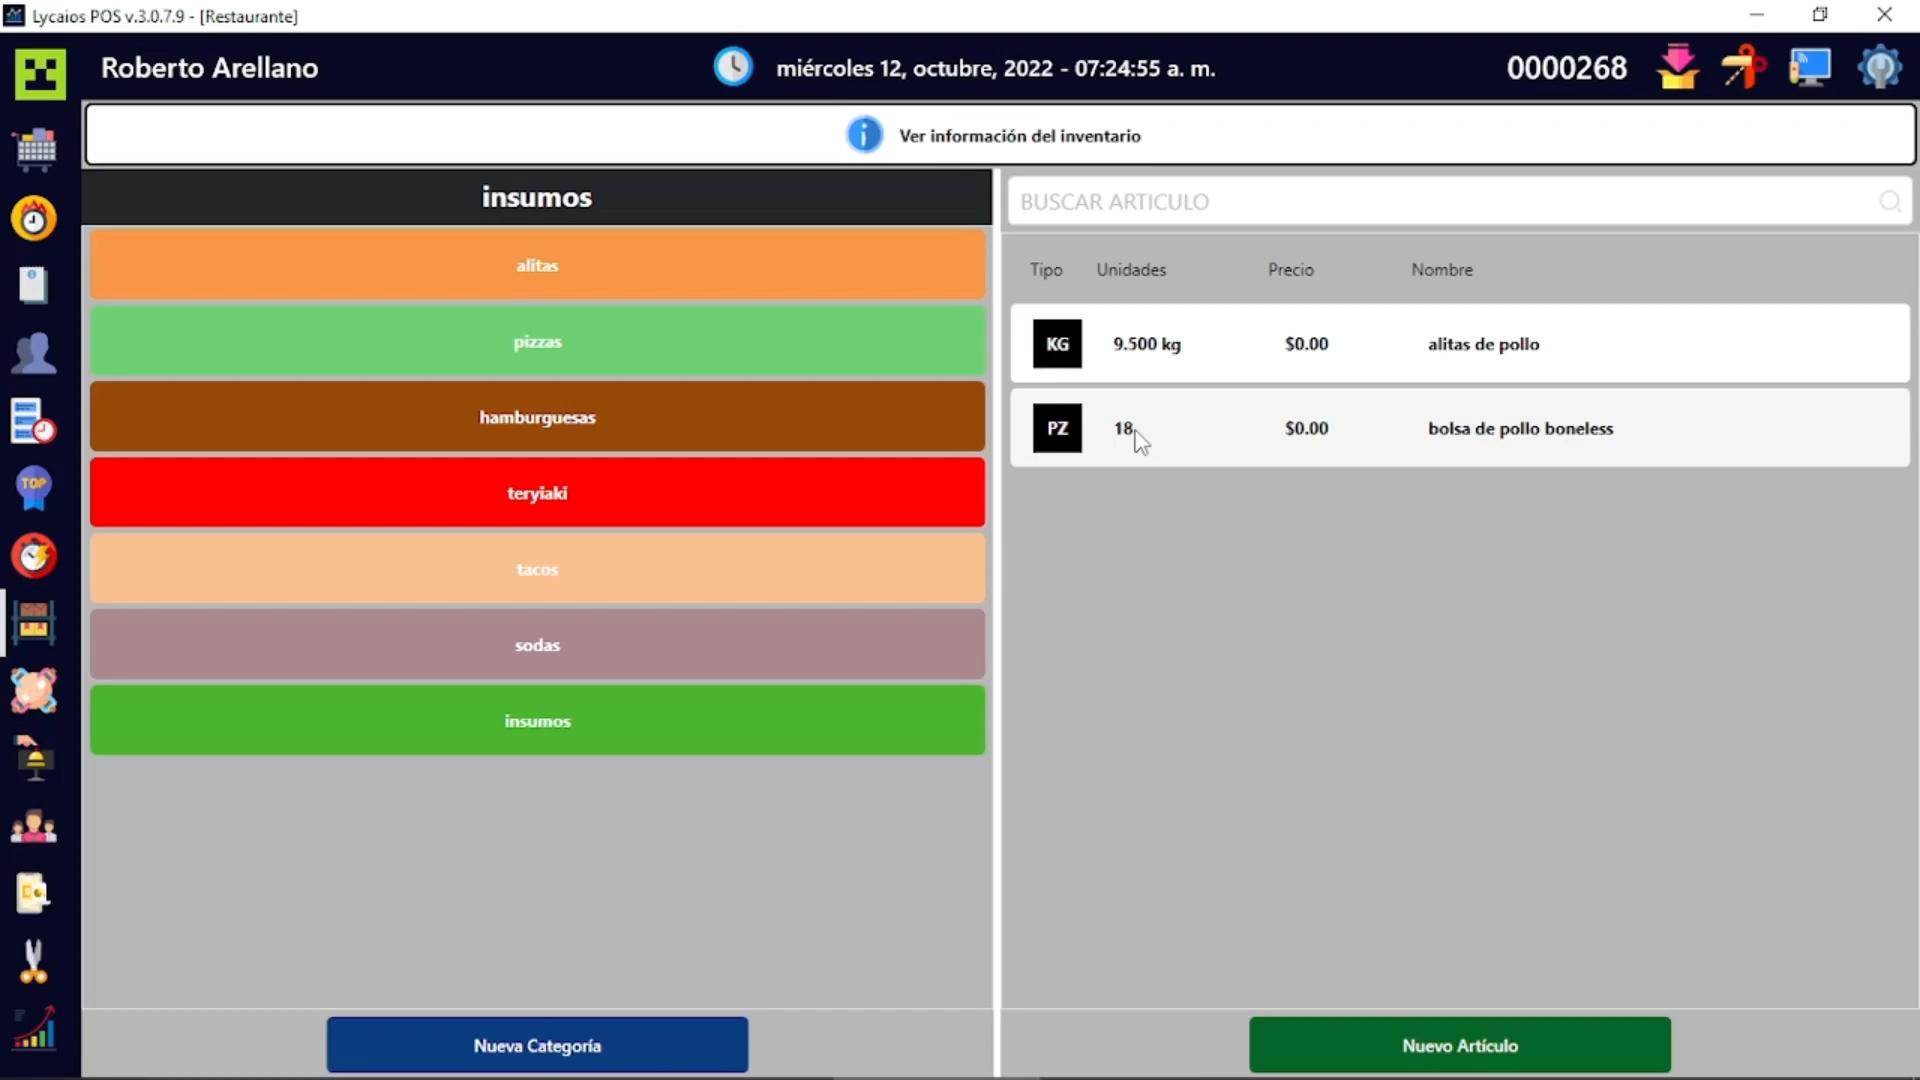 Lycaios POS v.3.0.7.9 - [Restaurante]
Roberto Arellano
miércoles 12, octubre, 2022 - 07:24:55 a. m.
0000268
Ver información del inventario
insumos
alitas
pizzas
hamburguesas
teryiaki
tacos
sodas
insumos
Nueva Categoría
BUSCAR ARTICULO
Tipo Unidades Precio Nombre
KG 9.500 kg $0.00 alitas de pollo
PZ 18 $0.00 bolsa de pollo boneless
Nuevo Artículo
TOP